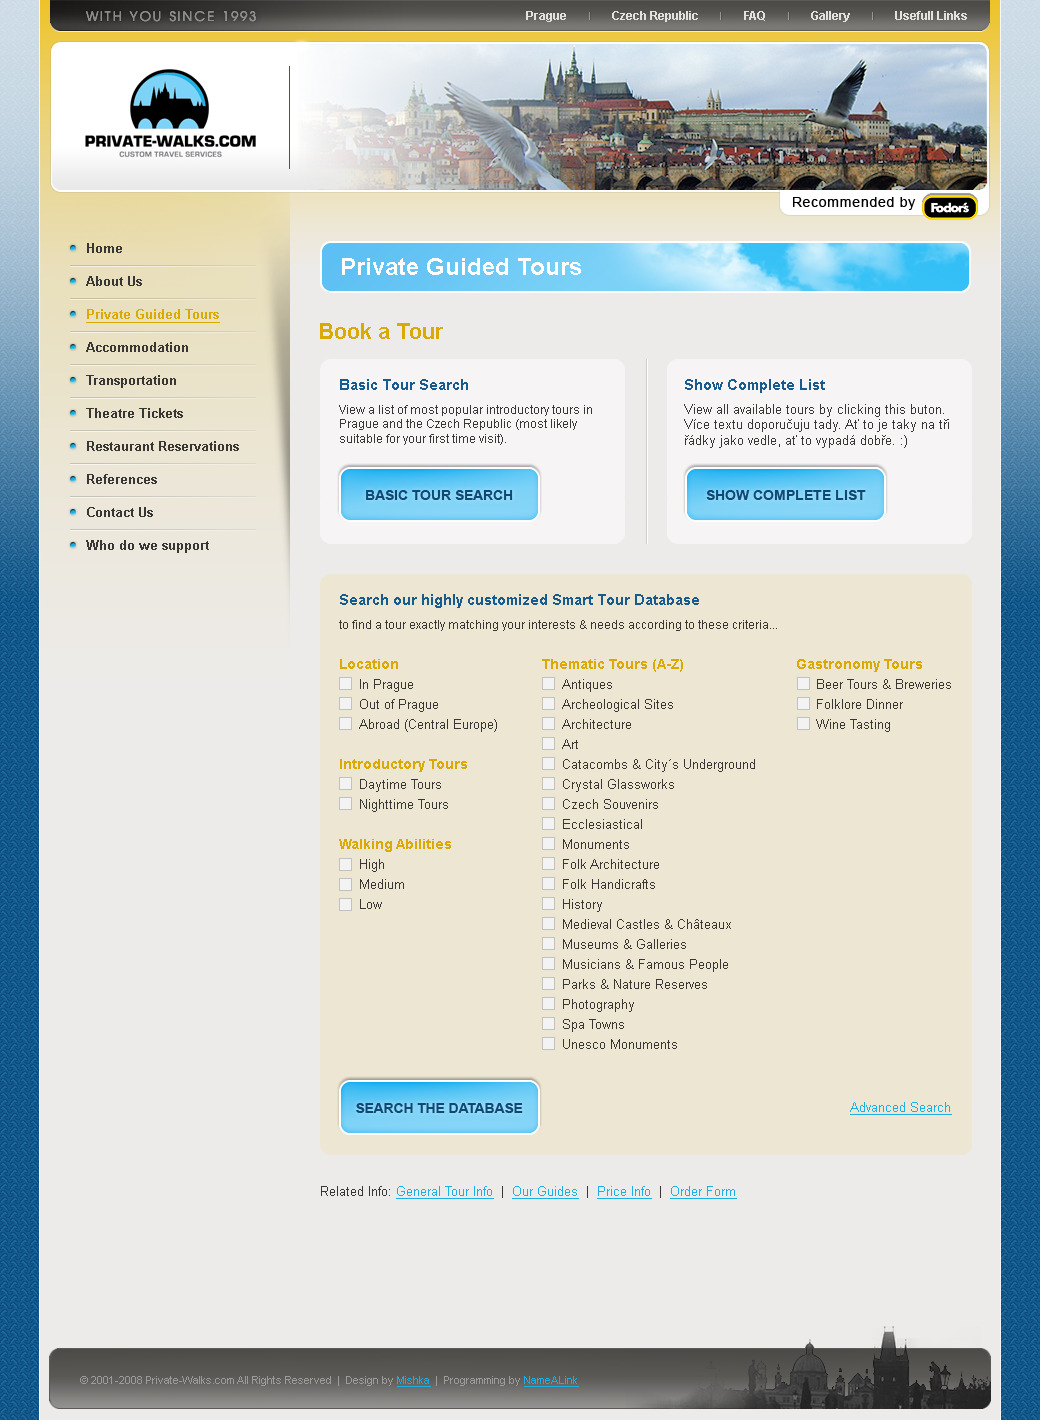 WITH YOU SINCE 1993
Prague | Czech Republic | FAQ | Gallery | Usefull Links
PRIVATE-WALKS.COM
CUSTOM TRAVEL SERVICES
Recommended by Fodor's
Home
About Us
Private Guided Tours
Accommodation
Transportation
Theatre Tickets
Restaurant Reservations
References
Contact Us
Who do we support
Private Guided Tours
Book a Tour
Basic Tour Search
View a list of most popular introductory tours in
Prague and the Czech Republic (most likely
suitable for your first time visit).
BASIC TOUR SEARCH
Show Complete List
View all available tours by clicking this buton.
Více textu doporučuju tady. Ať to je taky na tři
řádky jako vedle, ať to vypadá dobře. :)
SHOW COMPLETE LIST
Search our highly customized Smart Tour Database
to find a tour exactly matching your interests & needs according to these criteria...
Location
In Prague
Out of Prague
Abroad (Central Europe)
Introductory Tours
Daytime Tours
Nighttime Tours
Walking Abilities
High
Medium
Low
Thematic Tours (A-Z)
Antiques
Archeological Sites
Architecture
Art
Catacombs & City´s Underground
Crystal Glassworks
Czech Souvenirs
Ecclesiastical
Monuments
Folk Architecture
Folk Handicrafts
History
Medieval Castles & Châteaux
Museums & Galleries
Musicians & Famous People
Parks & Nature Reserves
Photography
Spa Towns
Unesco Monuments
Gastronomy Tours
Beer Tours & Breweries
Folklore Dinner
Wine Tasting
SEARCH THE DATABASE
Advanced Search
Related Info: General Tour Info | Our Guides | Price Info | Order Form
© 2001-2008 Private-Walks.com All Rights Reserved | Design by Mishka | Programming by NameALink